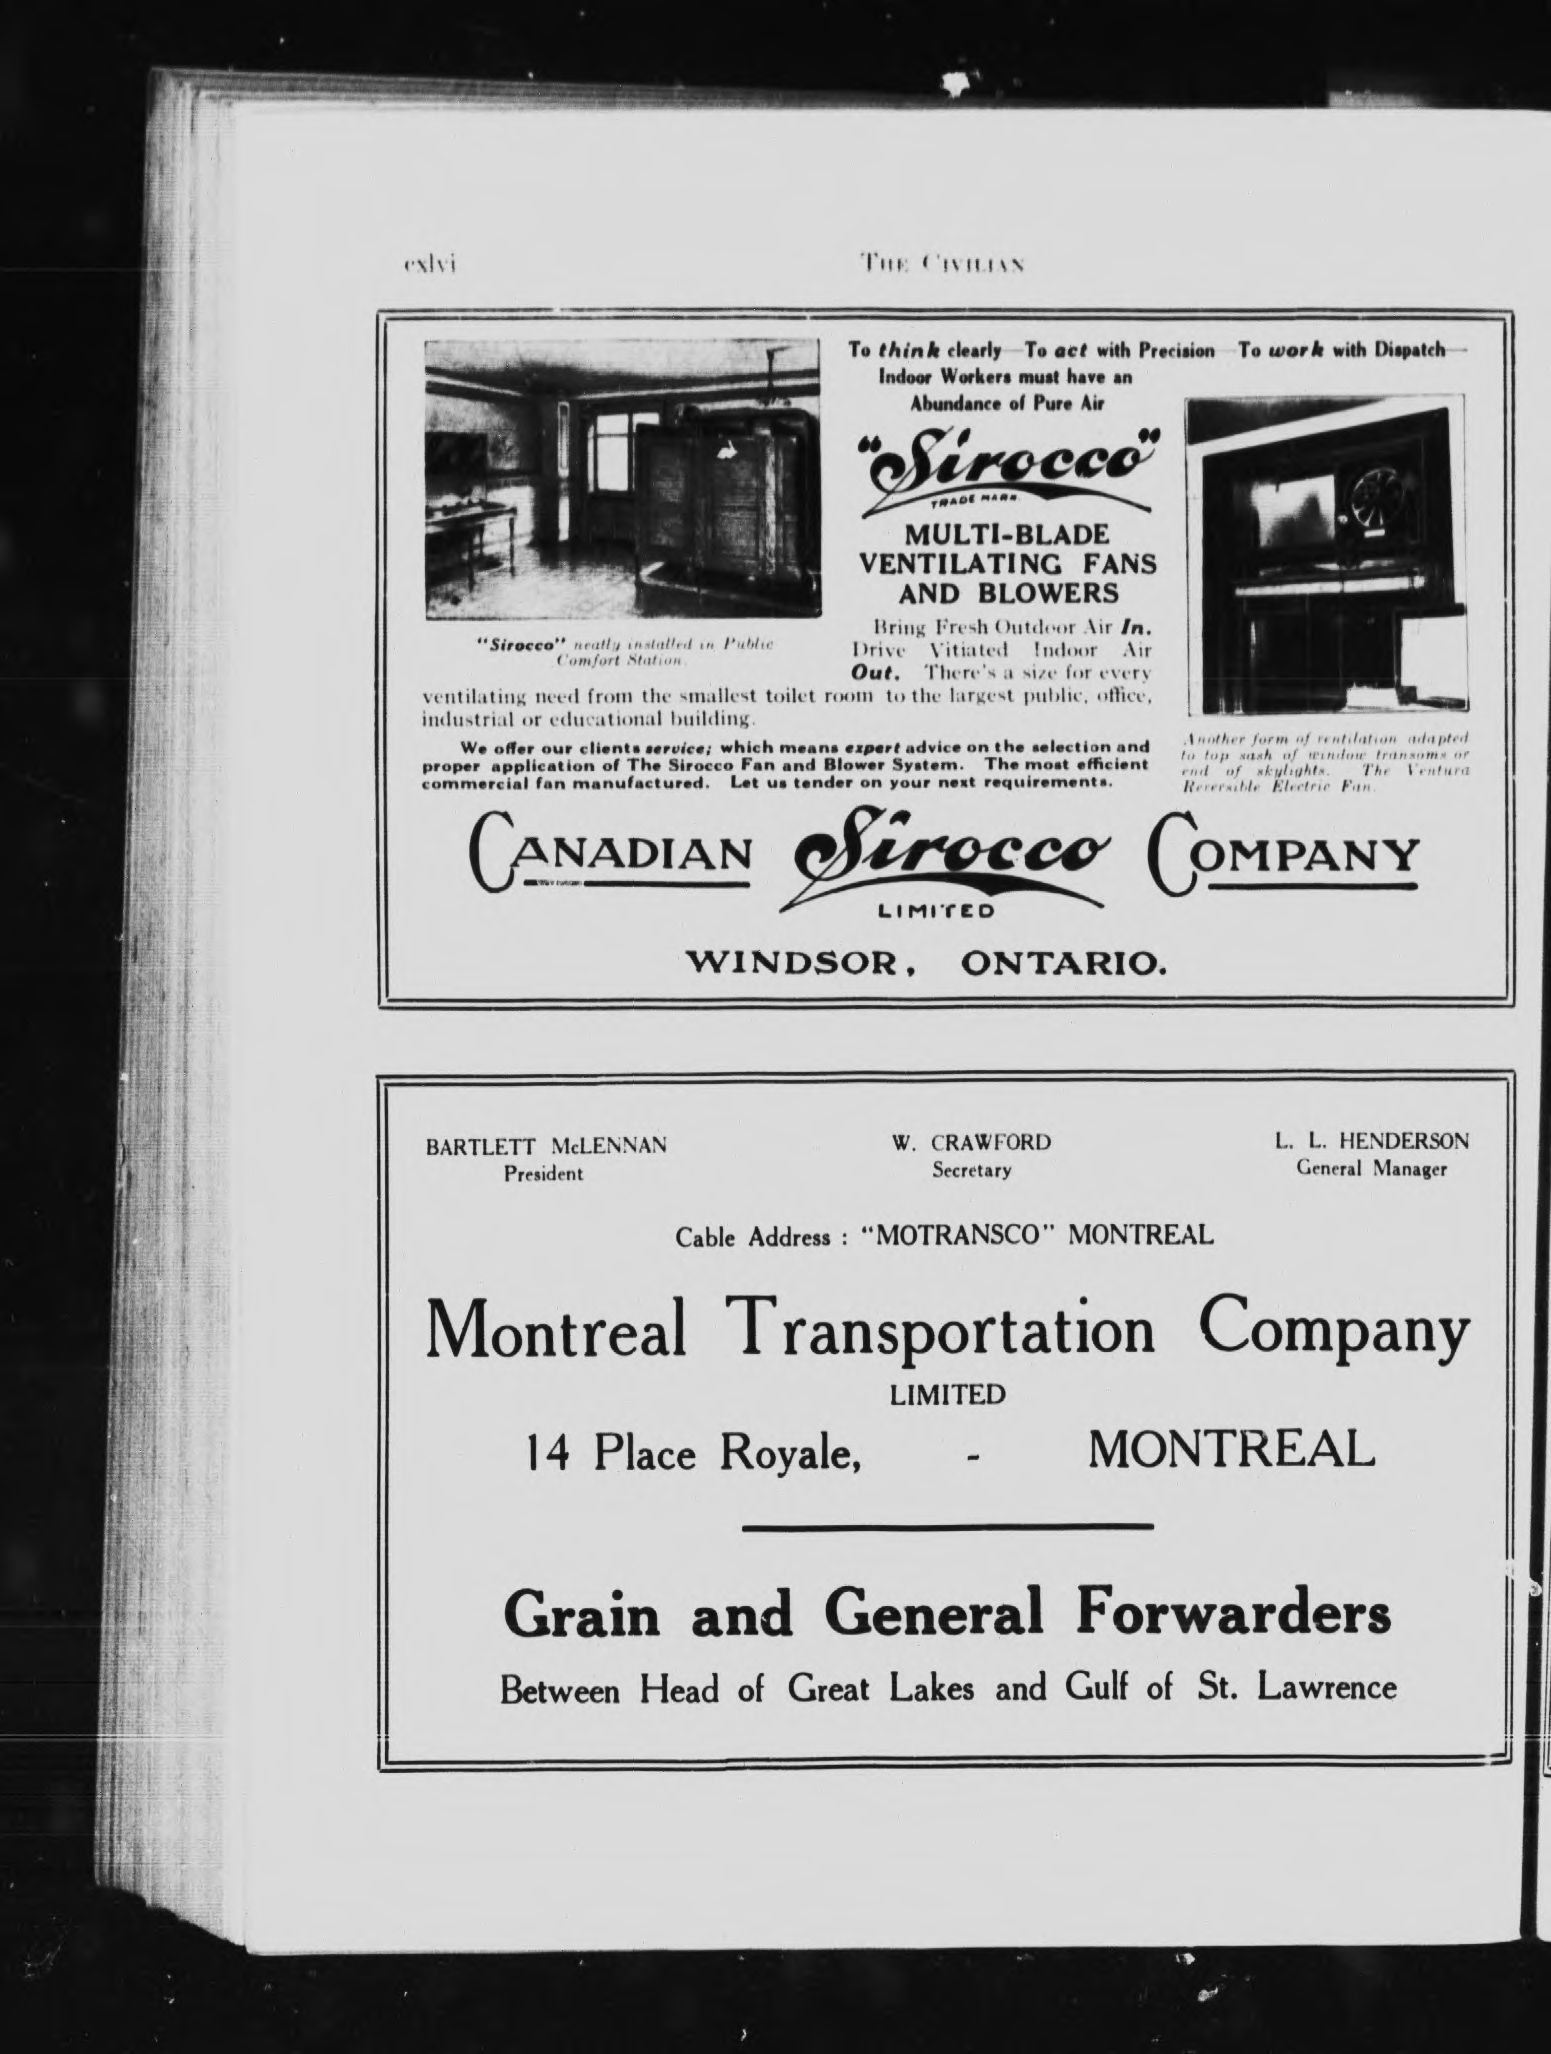 cxlvi
THE CIVILIAN
To think clearly—To act with Precision—To work with Dispatch—
Indoor Workers must have an
Abundance of Pure Air
"Sirocco"
TRADE MARK.
MULTI-BLADE
VENTILATING FANS
AND BLOWERS
"Sirocco" neatly installed in Public
Comfort Station.
Bring Fresh Outdoor Air In.
Drive Vitiated Indoor Air
Out. There's a size for every
ventilating need from the smallest toilet room to the largest public, office,
industrial or educational building.
We offer our clients service; which means expert advice on the selection and
proper application of The Sirocco Fan and Blower System. The most efficient
commercial fan manufactured. Let us tender on your next requirements.
Another form of ventilation adapted
to top sash of window transoms or
end of skylights. The Ventura
Reversible Electric Fan.
CANADIAN Sirocco COMPANY
LIMITED
WINDSOR, ONTARIO.
BARTLETT McLENNAN
President
W. CRAWFORD
Secretary
L. L. HENDERSON
General Manager
Cable Address : "MOTRANSCO" MONTREAL
Montreal Transportation Company
LIMITED
14 Place Royale, - MONTREAL
Grain and General Forwarders
Between Head of Great Lakes and Gulf of St. Lawrence